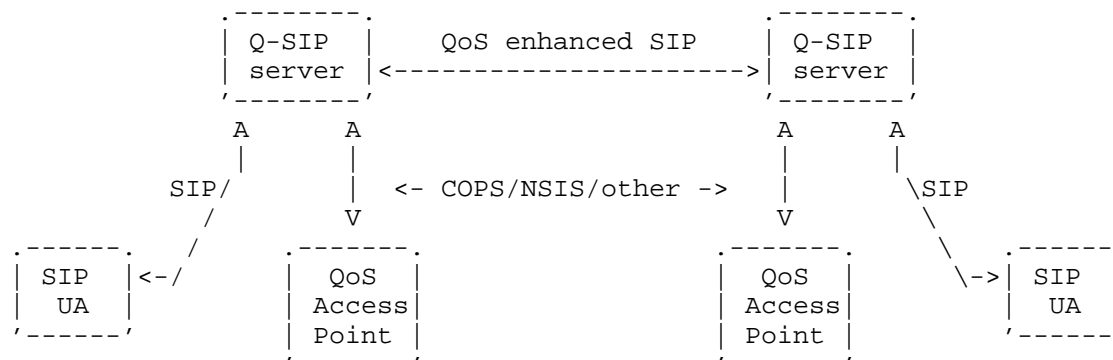 Q-SIP QoS enhanced SIP Q-SIP
server server
SIP <- COPS/NSIS/other -> SIP
SIP QoS QoS SIP
UA Access Access UA
Point Point